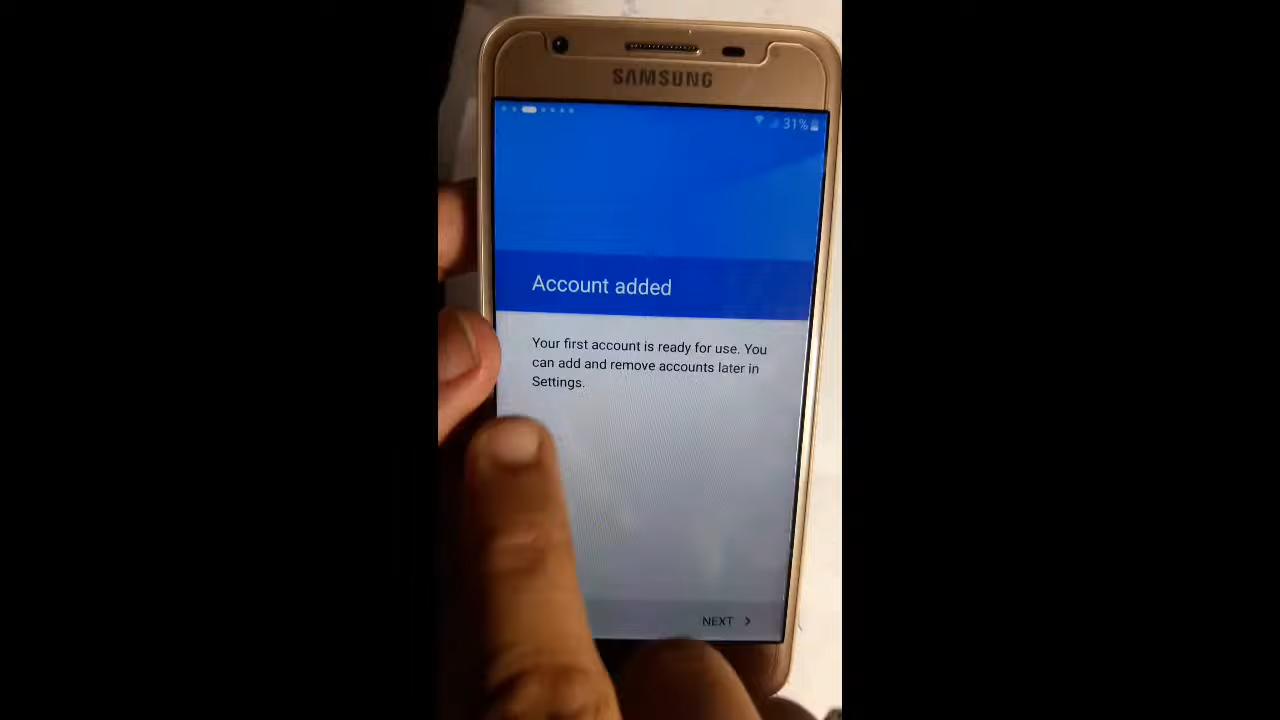 SAMSUNG
31%
Account added
Your first account is ready for use. You
can add and remove accounts later in
Settings.
NEXT